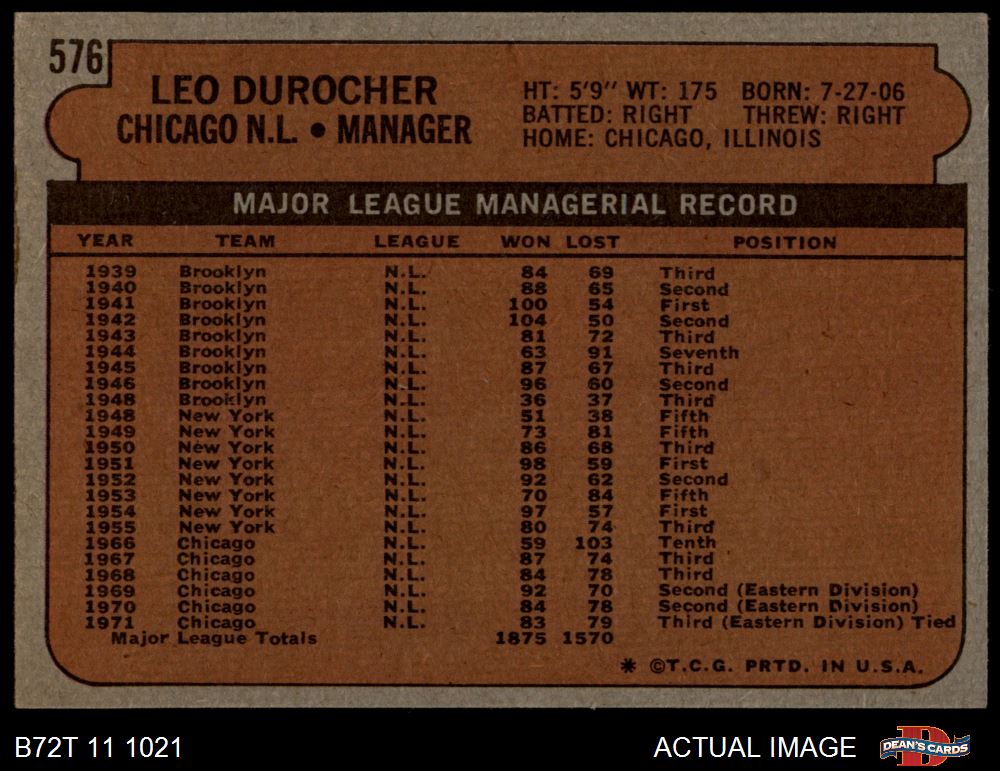 576
LEO DUROCHER
CHICAGO N.L. • MANAGER
HT: 5'9" WT: 175 BORN: 7-27-06
BATTED: RIGHT THREW: RIGHT
HOME: CHICAGO, ILLINOIS
MAJOR LEAGUE MANAGERIAL RECORD
YEAR TEAM LEAGUE WON LOST POSITION
1939 Brooklyn N.L. 84 69 Third
1940 Brooklyn N.L. 88 65 Second
1941 Brooklyn N.L. 100 54 First
1942 Brooklyn N.L. 104 50 Second
1943 Brooklyn N.L. 81 72 Third
1944 Brooklyn N.L. 63 91 Seventh
1945 Brooklyn N.L. 87 67 Third
1946 Brooklyn N.L. 96 60 Second
1948 Brooklyn N.L. 36 37 Third
1948 New York N.L. 51 38 Fifth
1949 New York N.L. 73 81 Fifth
1950 New York N.L. 86 68 Third
1951 New York N.L. 98 59 First
1952 New York N.L. 92 62 Second
1953 New York N.L. 70 84 Fifth
1954 New York N.L. 97 57 First
1955 New York N.L. 80 74 Third
1966 Chicago N.L. 59 103 Tenth
1967 Chicago N.L. 87 74 Third
1968 Chicago N.L. 84 78 Third
1969 Chicago N.L. 92 70 Second (Eastern Division)
1970 Chicago N.L. 84 78 Second (Eastern Division)
1971 Chicago N.L. 83 79 Third (Eastern Division) Tied
Major League Totals 1875 1570
* ©T.C.G. PRTD. IN U.S.A.
B72T 11 1021 ACTUAL IMAGE DEAN'S CARDS